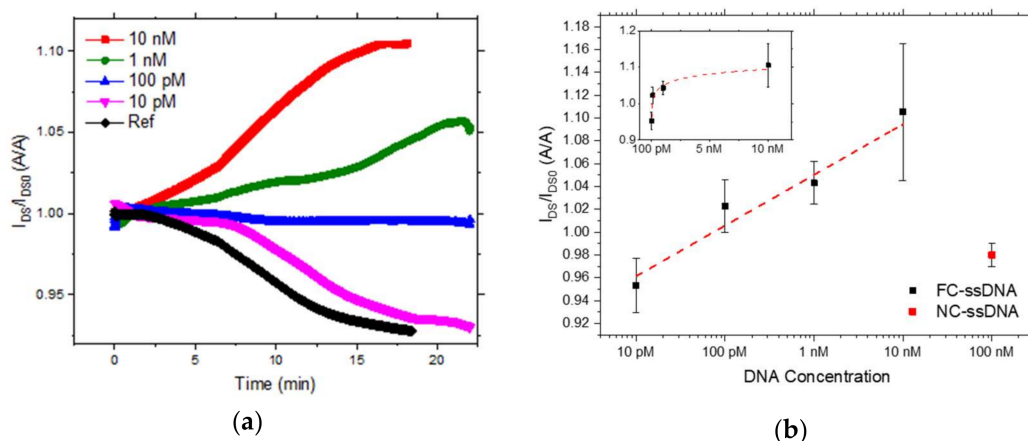 10 nM
1 nM
100 pM
10 pM
Ref
I_DS/I_DS0 (A/A)
1.10
1.05
1.00
0.95
0
5
10
15
20
Time (min)
(a)
I_DS/I_DS0 (A/A)
1.18
1.16
1.14
1.12
1.10
1.08
1.06
1.04
1.02
1.00
0.98
0.96
0.94
0.92
1.2
1.1
1.0
0.9
100 pM
5 nM
10 nM
FC-ssDNA
NC-ssDNA
10 pM
100 pM
1 nM
10 nM
100 nM
DNA Concentration
(b)